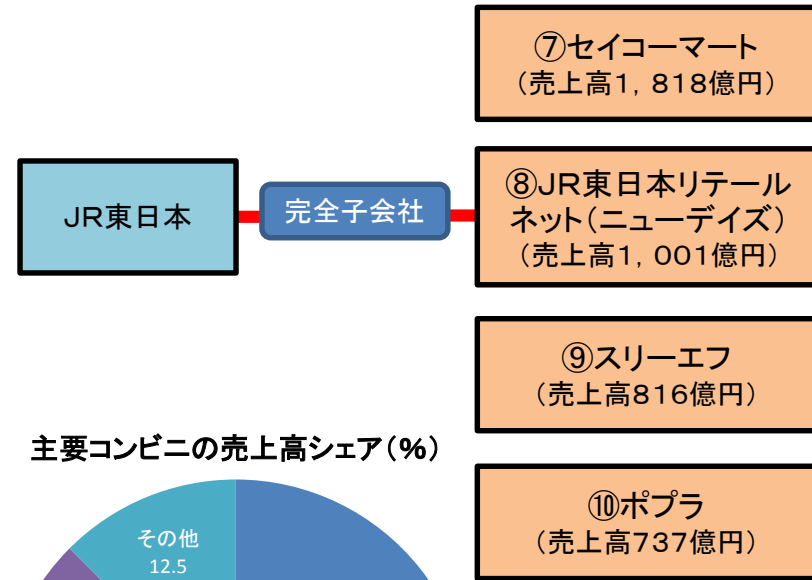 ⑦セイコーマート
(売上高1,818億円)
JR東日本
完全子会社
⑧JR東日本リテール
ネット(ニューデイズ)
(売上高1,001億円)
⑨スリーエフ
(売上高816億円)
主要コンビニの売上高シェア(%)
⑩ポプラ
(売上高737億円)
その他
12.5